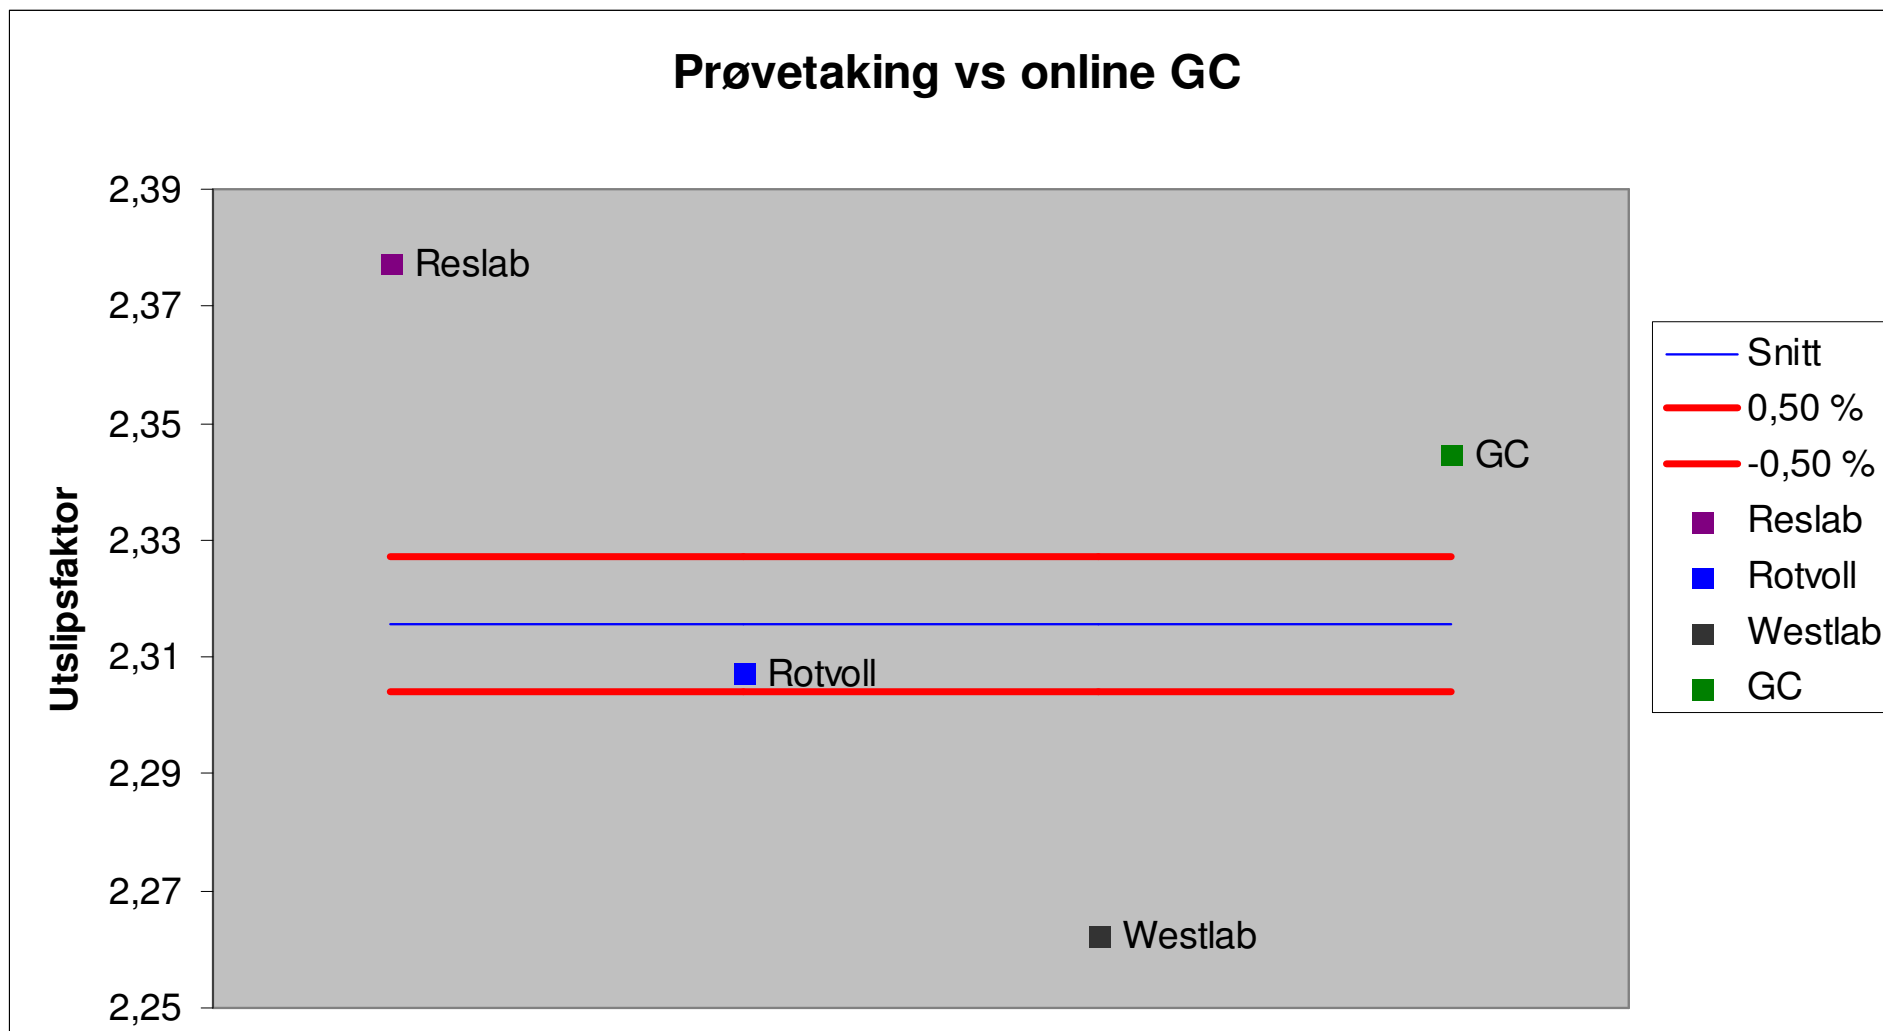 Prøvetaking vs online GC
2,39
2,37
2,35
2,33
2,31
2,29
2,27
2,25
Utslipsfaktor
Reslab
GC
Rotvoll
Westlab
Snitt
0,50 %
-0,50 %
Reslab
Rotvoll
Westlab
GC